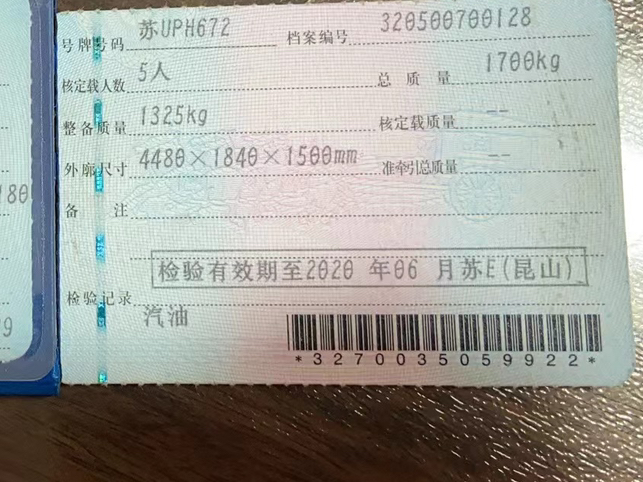 号牌号码 苏UPH672 档案编号 320500700128
核定载人数 5人 总质量 1700kg
整备质量 1325kg 核定载质量 --
外廓尺寸 4480×1840×1500mm 准牵引总质量 --
备注
检验有效期至2020 年06 月苏E(昆山)
检验记录
汽油
*3270035059922*
180
9